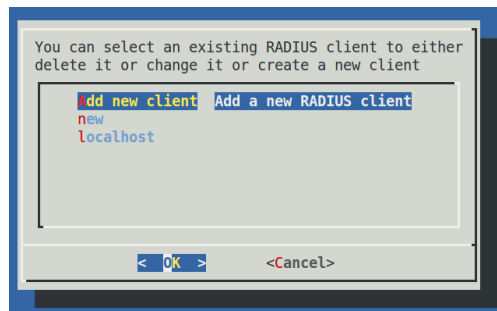 You can select an existing RADIUS client to either
delete it or change it or create a new client
Add new client  Add a new RADIUS client
new
localhost
<  OK  >
<Cancel>